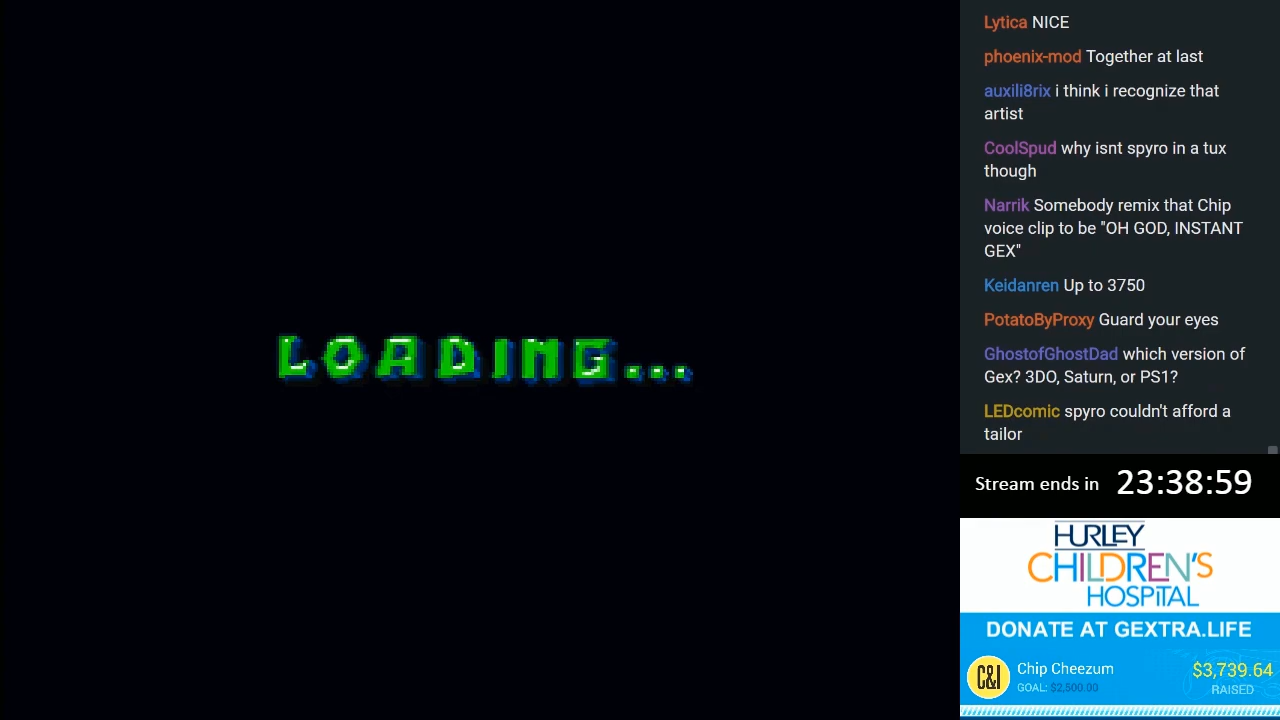 LOADING...
Lytica NICE
phoenix-mod Together at last
auxili8rix i think i recognize that
artist
CoolSpud why isnt spyro in a tux
though
Narrik Somebody remix that Chip
voice clip to be "OH GOD, INSTANT
GEX"
Keidanren Up to 3750
PotatoByProxy Guard your eyes
GhostofGhostDad which version of
Gex? 3DO, Saturn, or PS1?
LEDcomic spyro couldn't afford a
tailor
Stream ends in 23:38:59
HURLEY
CHILDREN'S
HOSPITAL
DONATE AT GEXTRA.LIFE
C&I
Chip Cheezum $3,739.64
GOAL: $2,500.00 RAISED